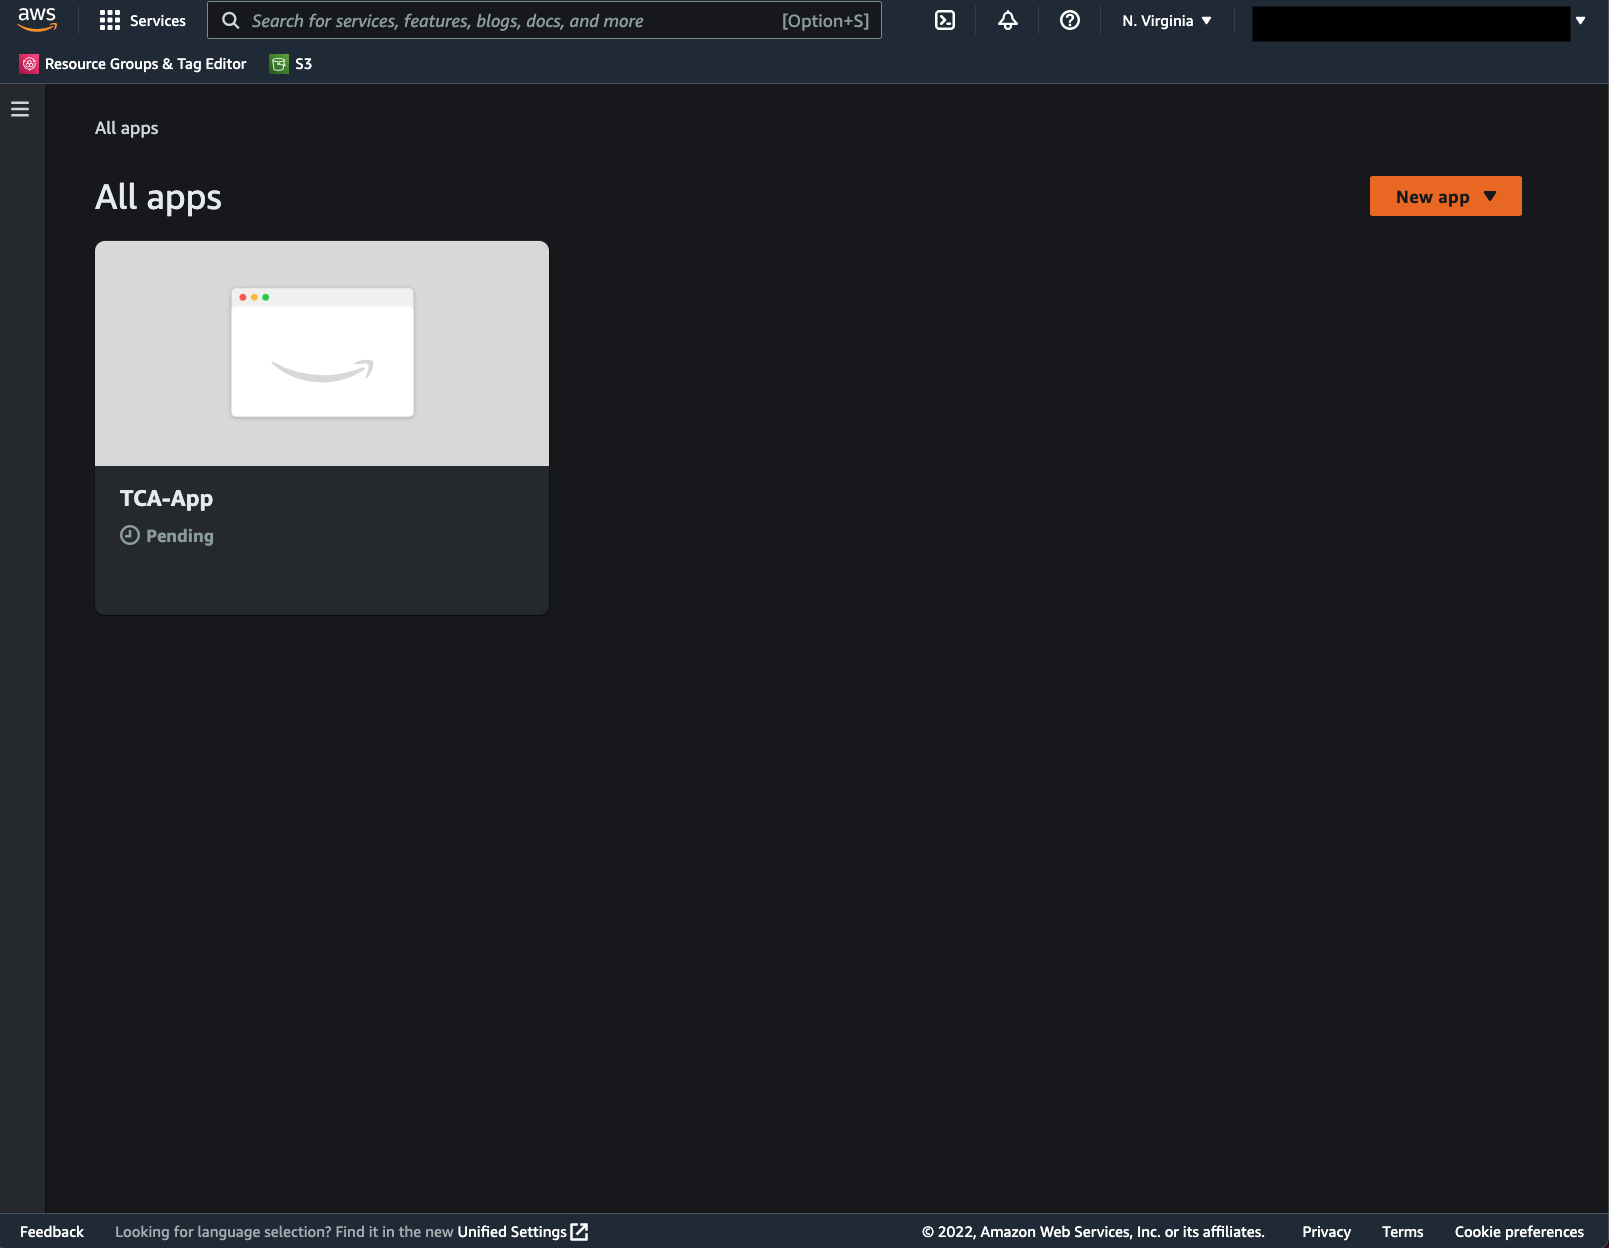 aws Services Search for services, features, blogs, docs, and more [Option+S] N. Virginia
Resource Groups & Tag Editor S3
All apps
All apps
New app
TCA-App
Pending
Feedback Looking for language selection? Find it in the new Unified Settings © 2022, Amazon Web Services, Inc. or its affiliates. Privacy Terms Cookie preferences